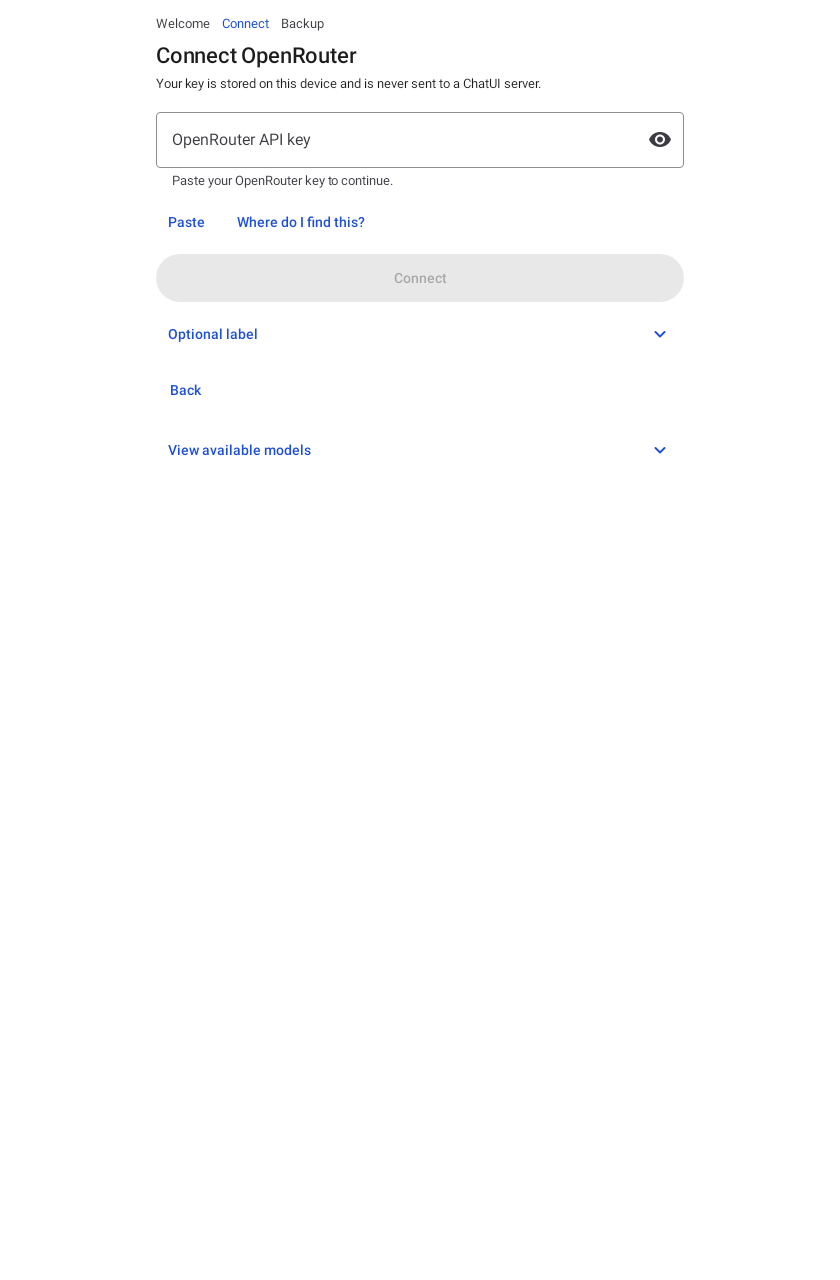 Welcome Connect Backup
Connect OpenRouter
Your key is stored on this device and is never sent to a ChatUI server.
OpenRouter API key
Paste your OpenRouter key to continue.
Paste Where do I find this?
Connect
Optional label
Back
View available models